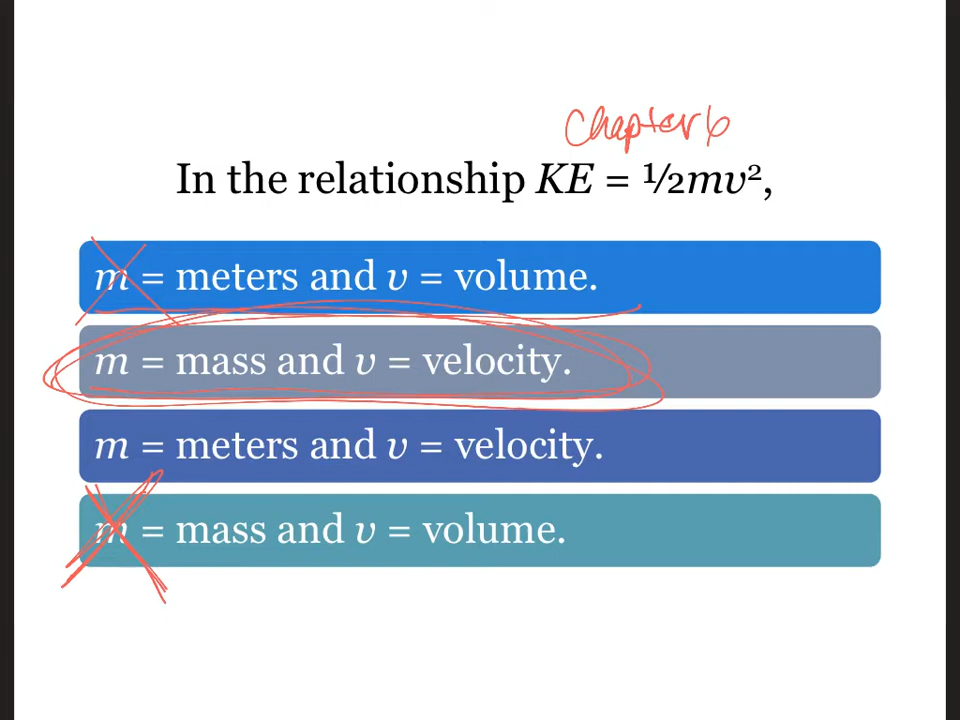 Chapter 6
In the relationship KE = ½mv²,
m = meters and v = volume.
m = mass and v = velocity.
m = meters and v = velocity.
m = mass and v = volume.